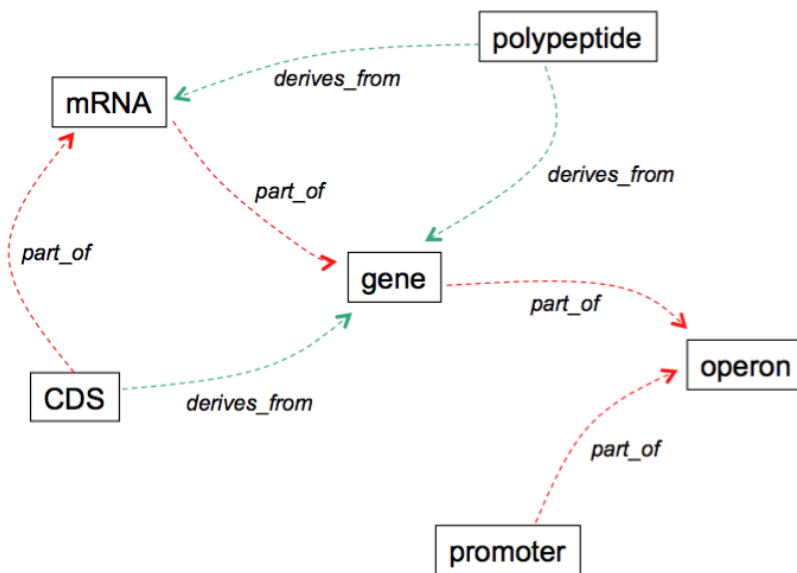 polypeptide
derives_from
mRNA
part_of
derives_from
part_of
gene
part_of
operon
CDS
derives_from
part_of
promoter